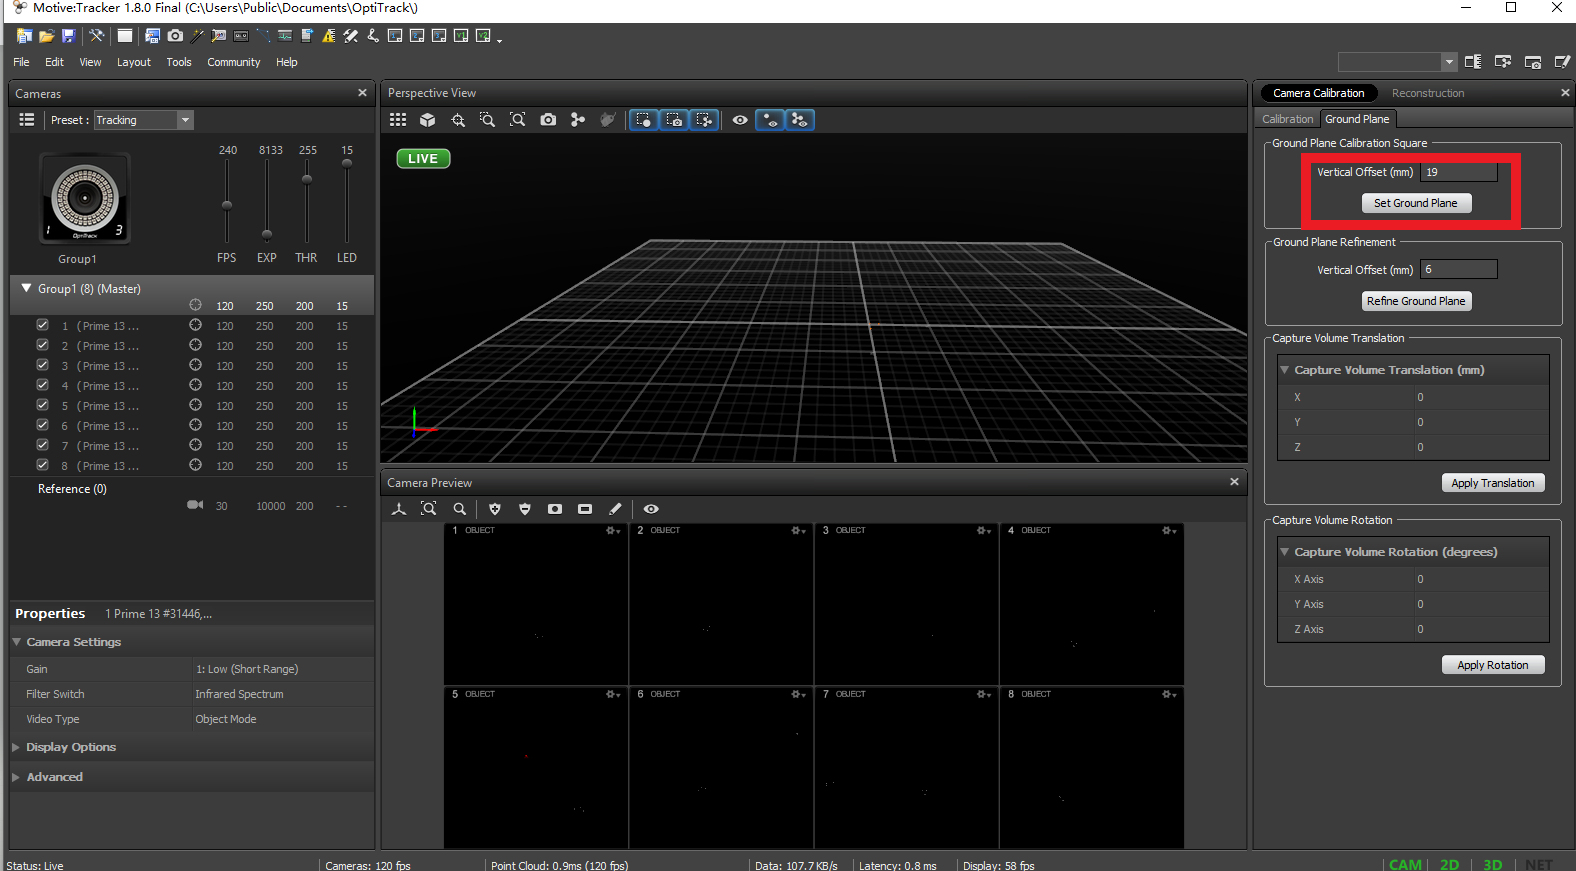 Motive:Tracker 1.8.0 Final (C:\Users\Public\Documents\OptiTrack\)
File Edit View Layout Tools Community Help
Cameras
Preset : Tracking
240 8133 255 15
1 OptiTrack 3
Group1
FPS EXP THR LED
Group1 (8) (Master)
120 250 200 15
1 (Prime 13 ... 120 250 200 15
2 (Prime 13 ... 120 250 200 15
3 (Prime 13 ... 120 250 200 15
4 (Prime 13 ... 120 250 200 15
5 (Prime 13 ... 120 250 200 15
6 (Prime 13 ... 120 250 200 15
7 (Prime 13 ... 120 250 200 15
8 (Prime 13 ... 120 250 200 15
Reference (0)
30 10000 200 --
Properties 1 Prime 13 #31446,...
Camera Settings
Gain 1: Low (Short Range)
Filter Switch Infrared Spectrum
Video Type Object Mode
Display Options
Advanced
Perspective View
LIVE
Camera Preview
1 OBJECT 2 OBJECT 3 OBJECT 4 OBJECT
5 OBJECT 6 OBJECT 7 OBJECT 8 OBJECT
Camera Calibration Reconstruction
Calibration Ground Plane
Ground Plane Calibration Square
Vertical Offset (mm) 19
Set Ground Plane
Ground Plane Refinement
Vertical Offset (mm) 6
Refine Ground Plane
Capture Volume Translation
Capture Volume Translation (mm)
X 0
Y 0
Z 0
Apply Translation
Capture Volume Rotation
Capture Volume Rotation (degrees)
X Axis 0
Y Axis 0
Z Axis 0
Apply Rotation
Status: Live Cameras: 120 fps Point Cloud: 0.9ms (120 fps) Data: 107.7 KB/s Latency: 0.8 ms Display: 58 fps CAM 2D 3D NET